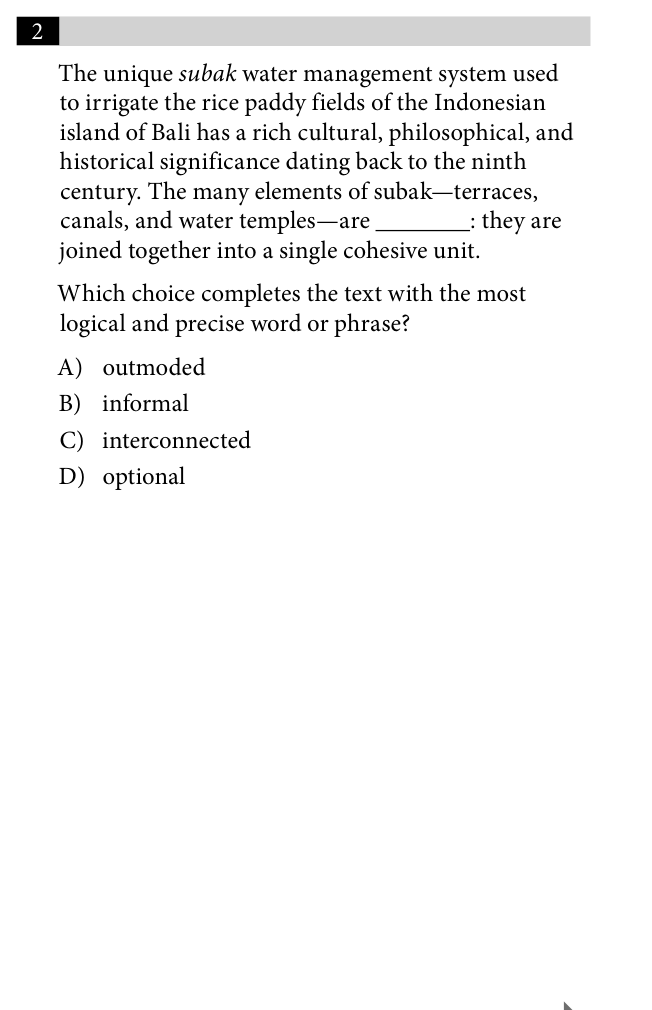 2
The unique subak water management system used
to irrigate the rice paddy fields of the Indonesian
island of Bali has a rich cultural, philosophical, and
historical significance dating back to the ninth
century. The many elements of subak—terraces,
canals, and water temples—are ________: they are
joined together into a single cohesive unit.
Which choice completes the text with the most
logical and precise word or phrase?
A) outmoded
B) informal
C) interconnected
D) optional